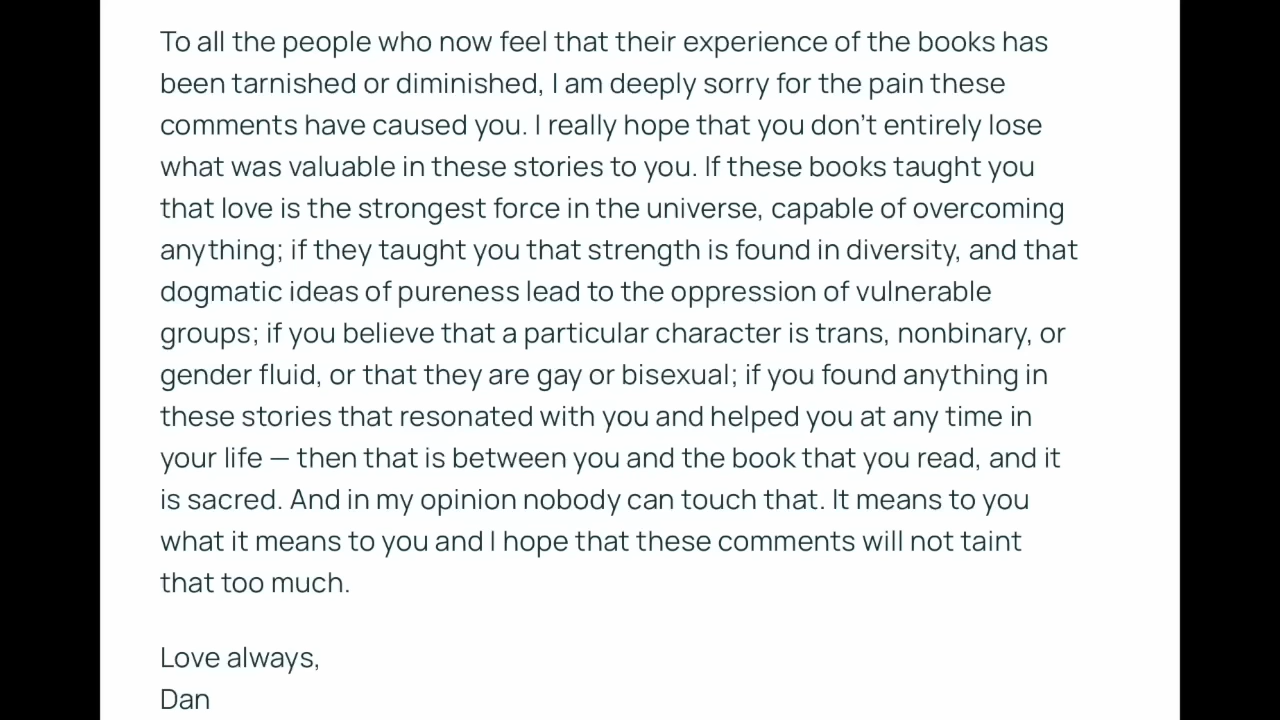 To all the people who now feel that their experience of the books has
been tarnished or diminished, I am deeply sorry for the pain these
comments have caused you. I really hope that you don't entirely lose
what was valuable in these stories to you. If these books taught you
that love is the strongest force in the universe, capable of overcoming
anything; if they taught you that strength is found in diversity, and that
dogmatic ideas of pureness lead to the oppression of vulnerable
groups; if you believe that a particular character is trans, nonbinary, or
gender fluid, or that they are gay or bisexual; if you found anything in
these stories that resonated with you and helped you at any time in
your life — then that is between you and the book that you read, and it
is sacred. And in my opinion nobody can touch that. It means to you
what it means to you and I hope that these comments will not taint
that too much.
Love always,
Dan